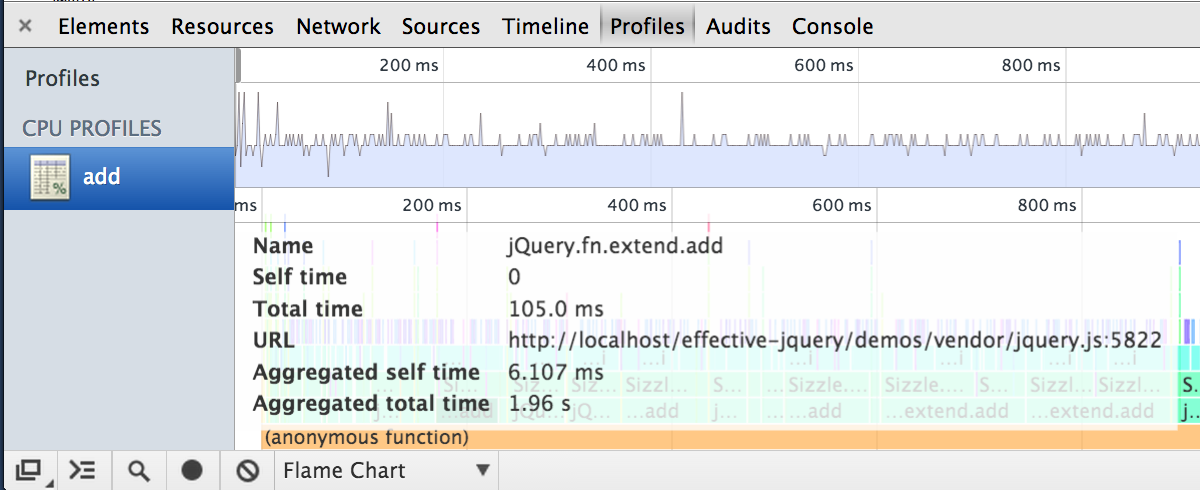 × Elements Resources Network Sources Timeline Profiles Audits Console
Profiles
CPU PROFILES
add
200 ms 400 ms 600 ms 800 ms
ms 200 ms 400 ms 600 ms 800 ms
Name jQuery.fn.extend.add
Self time 0
Total time 105.0 ms
URL http://localhost/effective-jquery/demos/vendor/jquery.js:5822
Aggregated self time 6.107 ms
Aggregated total time 1.96 s
...i ...i ...i ...i ...i
Si... Siz... Sizzl... S... Sizzle.... Sizzle.... S... Sizzl... Sizzl... S.
...add jQ... ...add j... ...add ...extend.add ...extend.add j...
(anonymous function)
Flame Chart